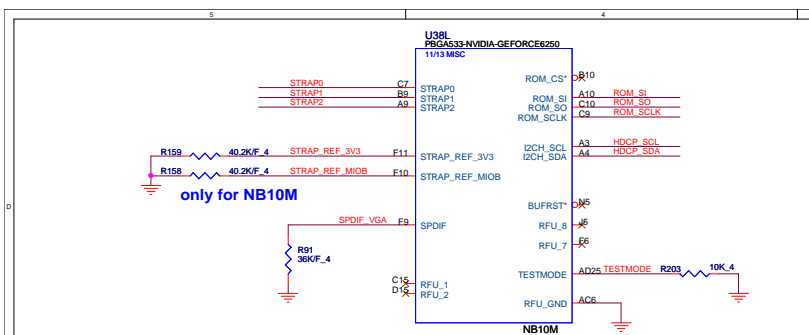 5
4
U38L
PBGA533-NVIDIA-GEFORCE6250
11/13 MISC
ROM_CS* B10
STRAP0 C7 STRAP0
STRAP1 B9 STRAP1
STRAP2 A9 STRAP2
ROM_SI A10 ROM_SI
ROM_SO C10 ROM_SO
ROM_SCLK C9 ROM_SCLK
I2CH_SCL A3 HDCP_SCL
I2CH_SDA A4 HDCP_SDA
R159 40.2K/F_4 STRAP_REF_3V3 F11 STRAP_REF_3V3
R158 40.2K/F_4 STRAP_REF_MIOB F10 STRAP_REF_MIOB
only for NB10M
D
BUFRST* N5
SPDIF_VGA F9 SPDIF
RFU_8 J5
RFU_7 F6
R91
36K/F_4
TESTMODE AD25 TESTMODE R203 10K_4
C15 RFU_1
D15 RFU_2
RFU_GND AC6
NB10M